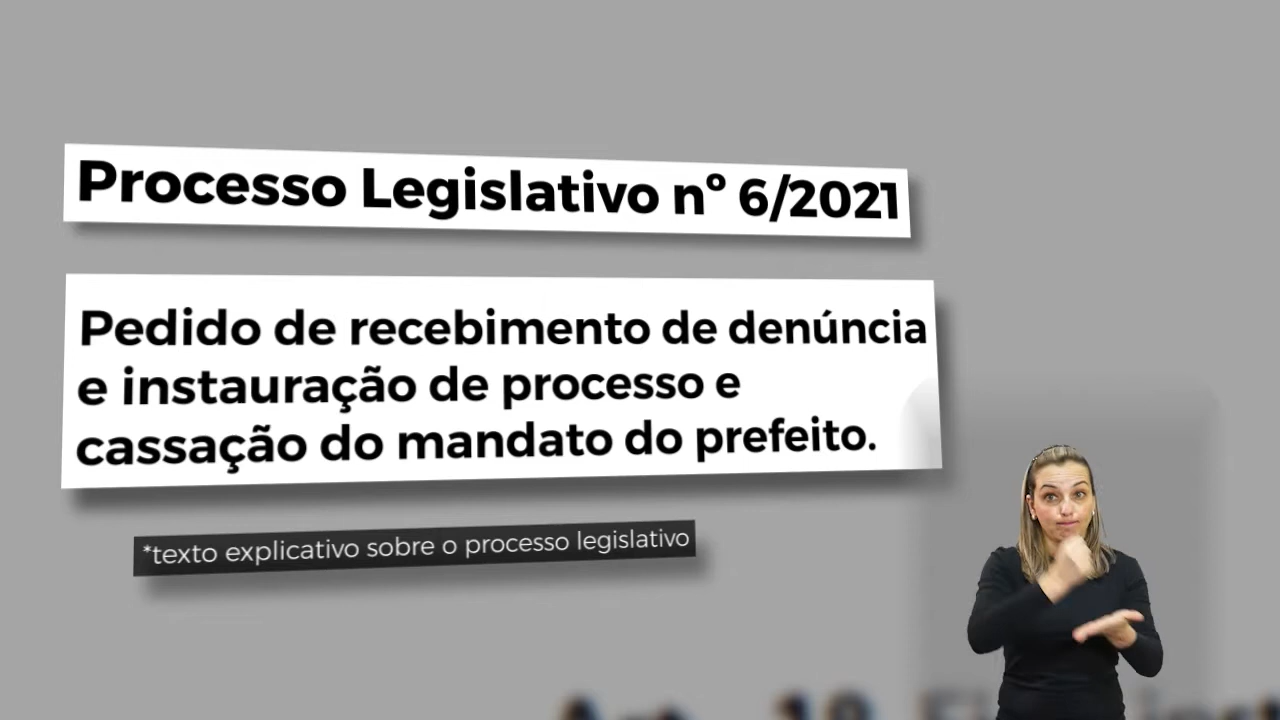 Processo Legislativo nº 6/2021
Pedido de recebimento de denúncia
e instauração de processo e
cassação do mandato do prefeito.
*texto explicativo sobre o processo legislativo